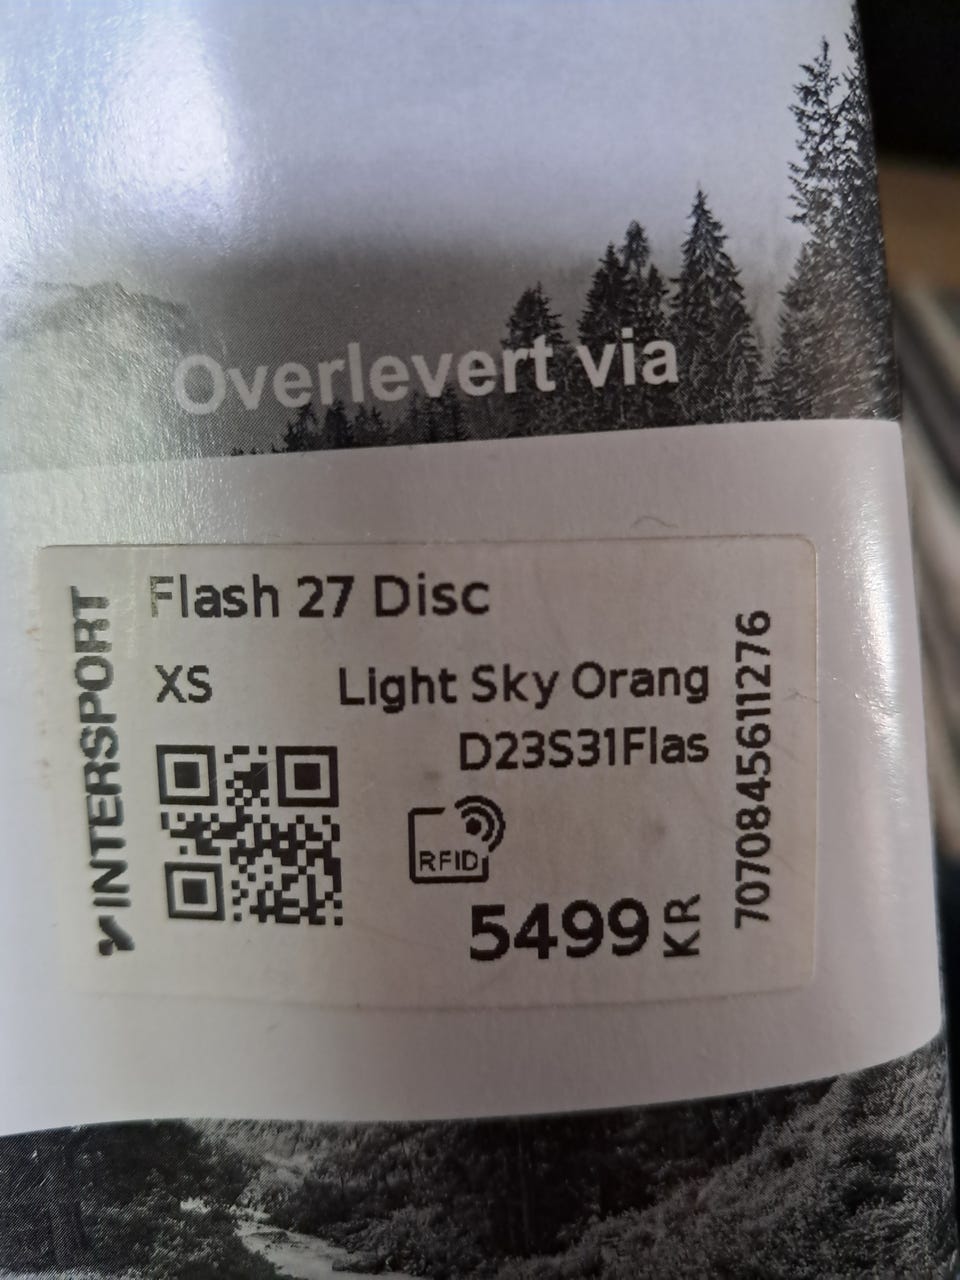 Overlevert via
INTERSPORT
Flash 27 Disc
XS Light Sky Orang
D23S31Flas
RFID
5499 KR
7070845611276